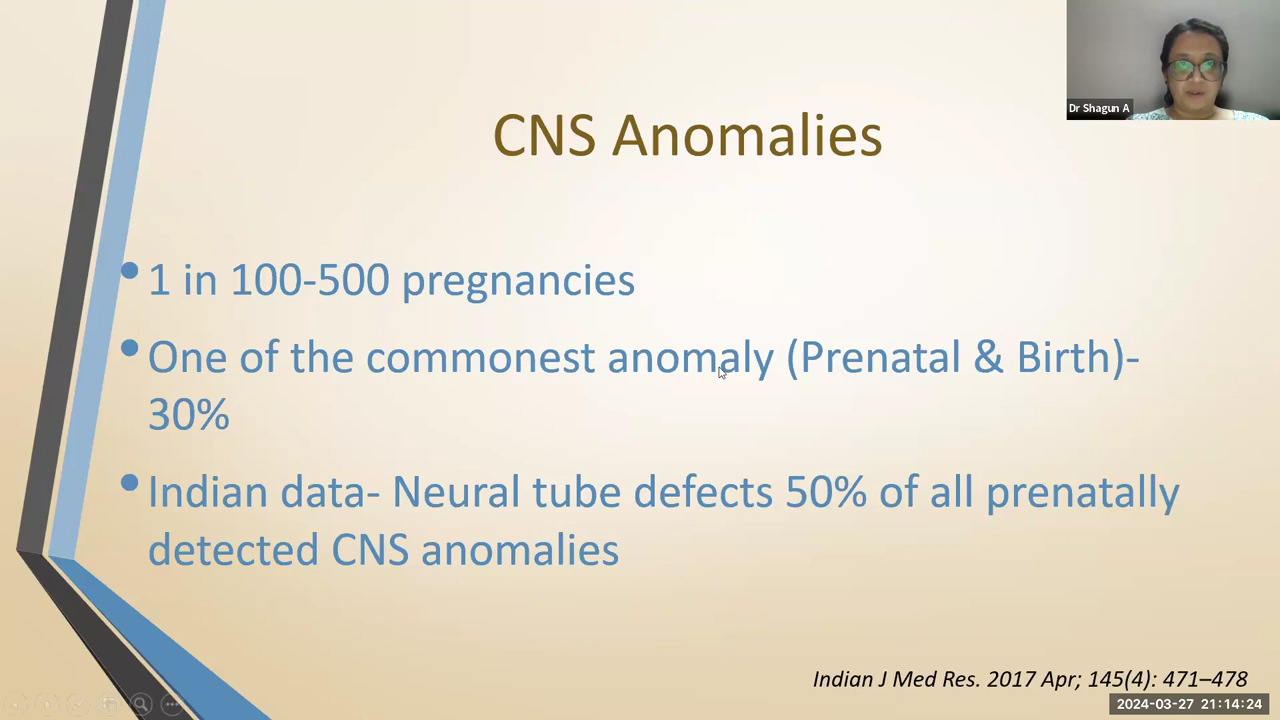 Dr Shagun A
CNS Anomalies
• 1 in 100-500 pregnancies
• One of the commonest anomaly (Prenatal & Birth)-
30%
• Indian data- Neural tube defects 50% of all prenatally
detected CNS anomalies
Indian J Med Res. 2017 Apr; 145(4): 471–478
2024-03-27 21:14:24